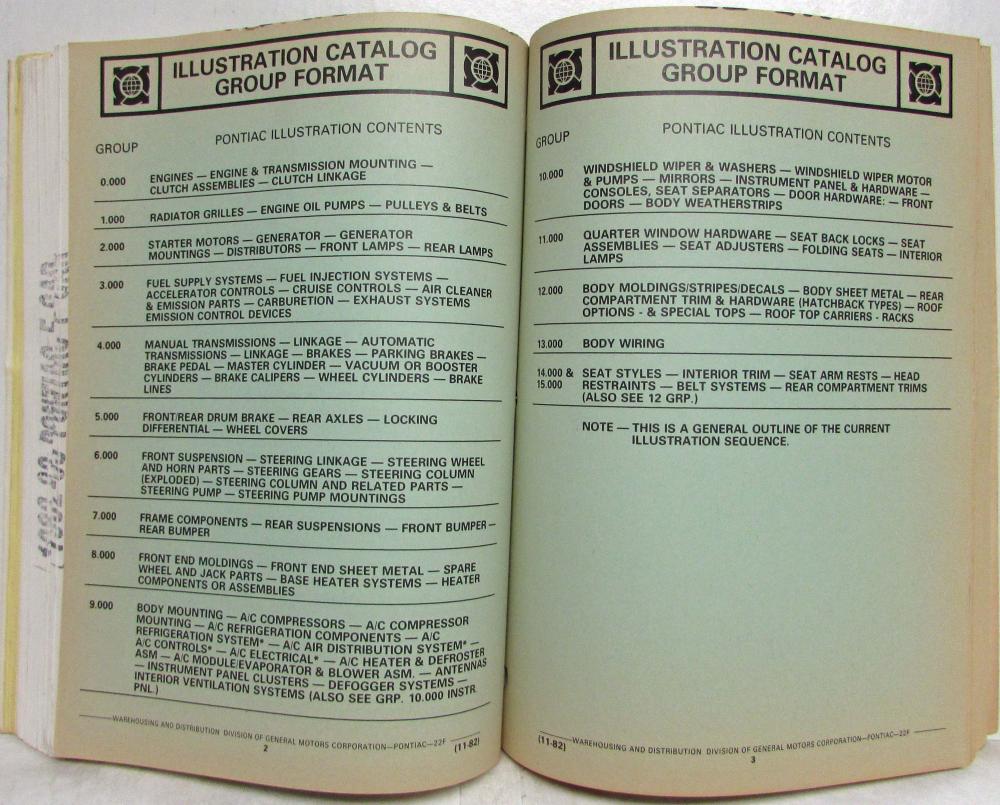 ILLUSTRATION CATALOG
GROUP FORMAT
GROUP
PONTIAC ILLUSTRATION CONTENTS
0.000 ENGINES — ENGINE & TRANSMISSION MOUNTING —
CLUTCH ASSEMBLIES — CLUTCH LINKAGE
1.000 RADIATOR GRILLES — ENGINE OIL PUMPS — PULLEYS & BELTS
2.000 STARTER MOTORS — GENERATOR — GENERATOR
MOUNTINGS — DISTRIBUTORS — FRONT LAMPS — REAR LAMPS
3.000 FUEL SUPPLY SYSTEMS — FUEL INJECTION SYSTEMS —
ACCELERATOR CONTROLS — CRUISE CONTROLS — AIR CLEANER
& EMISSION PARTS — CARBURETION — EXHAUST SYSTEMS
EMISSION CONTROL DEVICES
4.000 MANUAL TRANSMISSIONS — LINKAGE — AUTOMATIC
TRANSMISSIONS — LINKAGE — BRAKES — PARKING BRAKES —
BRAKE PEDAL — MASTER CYLINDER — VACUUM OR BOOSTER
CYLINDERS — BRAKE CALIPERS — WHEEL CYLINDERS — BRAKE
LINES
5.000 FRONT/REAR DRUM BRAKE — REAR AXLES — LOCKING
DIFFERENTIAL — WHEEL COVERS
6.000 FRONT SUSPENSION — STEERING LINKAGE — STEERING WHEEL
AND HORN PARTS — STEERING GEARS — STEERING COLUMN
(EXPLODED) — STEERING COLUMN AND RELATED PARTS —
STEERING PUMP — STEERING PUMP MOUNTINGS
7.000 FRAME COMPONENTS — REAR SUSPENSIONS — FRONT BUMPER —
REAR BUMPER
8.000 FRONT END MOLDINGS — FRONT END SHEET METAL — SPARE
WHEEL AND JACK PARTS — BASE HEATER SYSTEMS — HEATER
COMPONENTS OR ASSEMBLIES
9.000 BODY MOUNTING — A/C COMPRESSORS — A/C COMPRESSOR
MOUNTING — A/C REFRIGERATION COMPONENTS — A/C
REFRIGERATION SYSTEM* — A/C AIR DISTRIBUTION SYSTEM* —
A/C CONTROLS* — A/C ELECTRICAL* — A/C HEATER & DEFROSTER
ASM — A/C MODULE/EVAPORATOR & BLOWER ASM. — ANTENNAS
— INSTRUMENT PANEL CLUSTERS — DEFOGGER SYSTEMS —
INTERIOR VENTILATION SYSTEMS (ALSO SEE GRP. 10.000 INSTR.
PNL.)
WAREHOUSING AND DISTRIBUTION DIVISION OF GENERAL MOTORS CORPORATION—PONTIAC—22F
2
(11-82)
ILLUSTRATION CATALOG
GROUP FORMAT
GROUP
PONTIAC ILLUSTRATION CONTENTS
10.000 WINDSHIELD WIPER & WASHERS — WINDSHIELD WIPER MOTOR
& PUMPS — MIRRORS — INSTRUMENT PANEL & HARDWARE —
CONSOLES, SEAT SEPARATORS — DOOR HARDWARE: — FRONT
DOORS — BODY WEATHERSTRIPS
11.000 QUARTER WINDOW HARDWARE — SEAT BACK LOCKS — SEAT
ASSEMBLIES — SEAT ADJUSTERS — FOLDING SEATS — INTERIOR
LAMPS
12.000 BODY MOLDINGS/STRIPES/DECALS — BODY SHEET METAL — REAR
COMPARTMENT TRIM & HARDWARE (HATCHBACK TYPES) — ROOF
OPTIONS - & SPECIAL TOPS — ROOF TOP CARRIERS - RACKS
13.000 BODY WIRING
14.000 & SEAT STYLES — INTERIOR TRIM — SEAT ARM RESTS — HEAD
15.000 RESTRAINTS — BELT SYSTEMS — REAR COMPARTMENT TRIMS
(ALSO SEE 12 GRP.)
NOTE — THIS IS A GENERAL OUTLINE OF THE CURRENT
ILLUSTRATION SEQUENCE.
(11-82)
WAREHOUSING AND DISTRIBUTION DIVISION OF GENERAL MOTORS CORPORATION—PONTIAC—22F
3